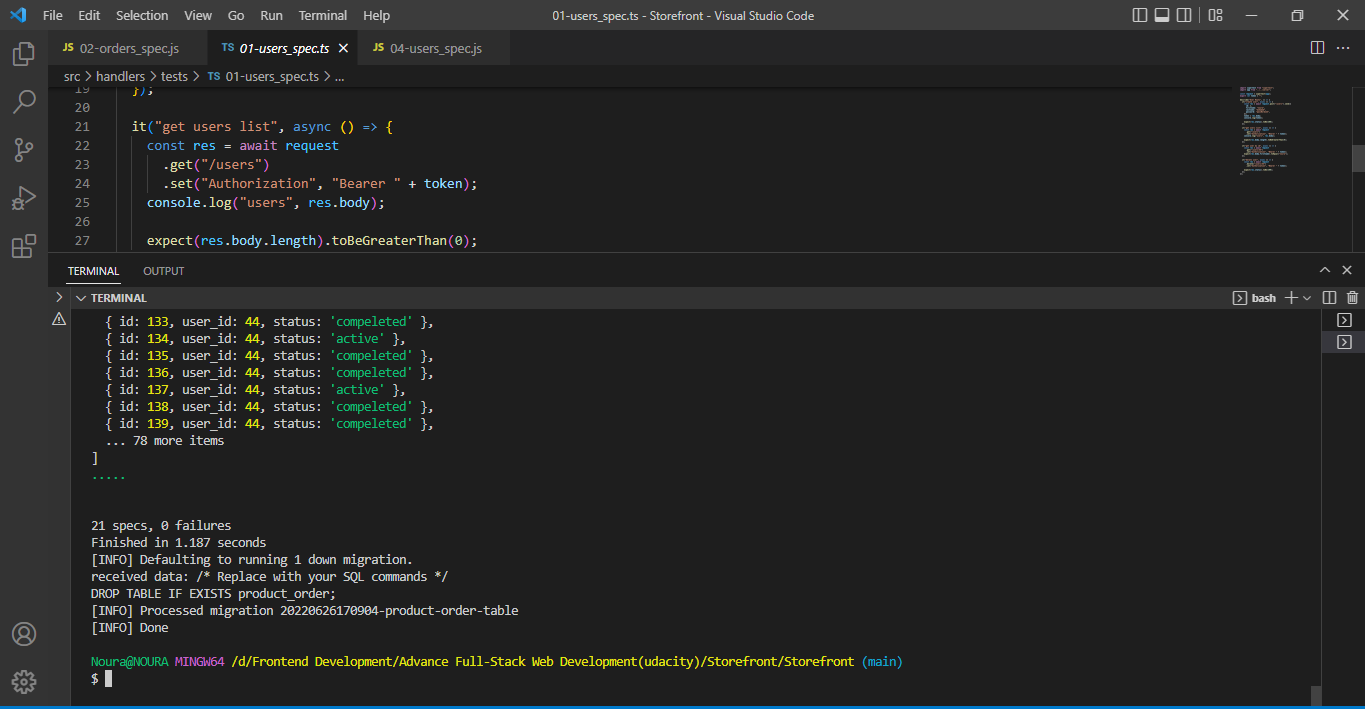 File Edit Selection View Go Run Terminal Help 01-users_spec.ts - Storefront - Visual Studio Code
JS 02-orders_spec.js TS 01-users_spec.ts JS 04-users_spec.js
src > handlers > tests > TS 01-users_spec.ts > ...
19 });
20
21 it("get users list", async () => {
22 const res = await request
23 .get("/users")
24 .set("Authorization", "Bearer " + token);
25 console.log("users", res.body);
26
27 expect(res.body.length).toBeGreaterThan(0);
TERMINAL OUTPUT
TERMINAL bash
{ id: 133, user_id: 44, status: 'compeleted' },
{ id: 134, user_id: 44, status: 'active' },
{ id: 135, user_id: 44, status: 'compeleted' },
{ id: 136, user_id: 44, status: 'compeleted' },
{ id: 137, user_id: 44, status: 'active' },
{ id: 138, user_id: 44, status: 'compeleted' },
{ id: 139, user_id: 44, status: 'compeleted' },
... 78 more items
]
.....
21 specs, 0 failures
Finished in 1.187 seconds
[INFO] Defaulting to running 1 down migration.
received data: /* Replace with your SQL commands */
DROP TABLE IF EXISTS product_order;
[INFO] Processed migration 20220626170904-product-order-table
[INFO] Done
Noura@NOURA MINGW64 /d/Frontend Development/Advance Full-Stack Web Development(udacity)/Storefront/Storefront (main)
$